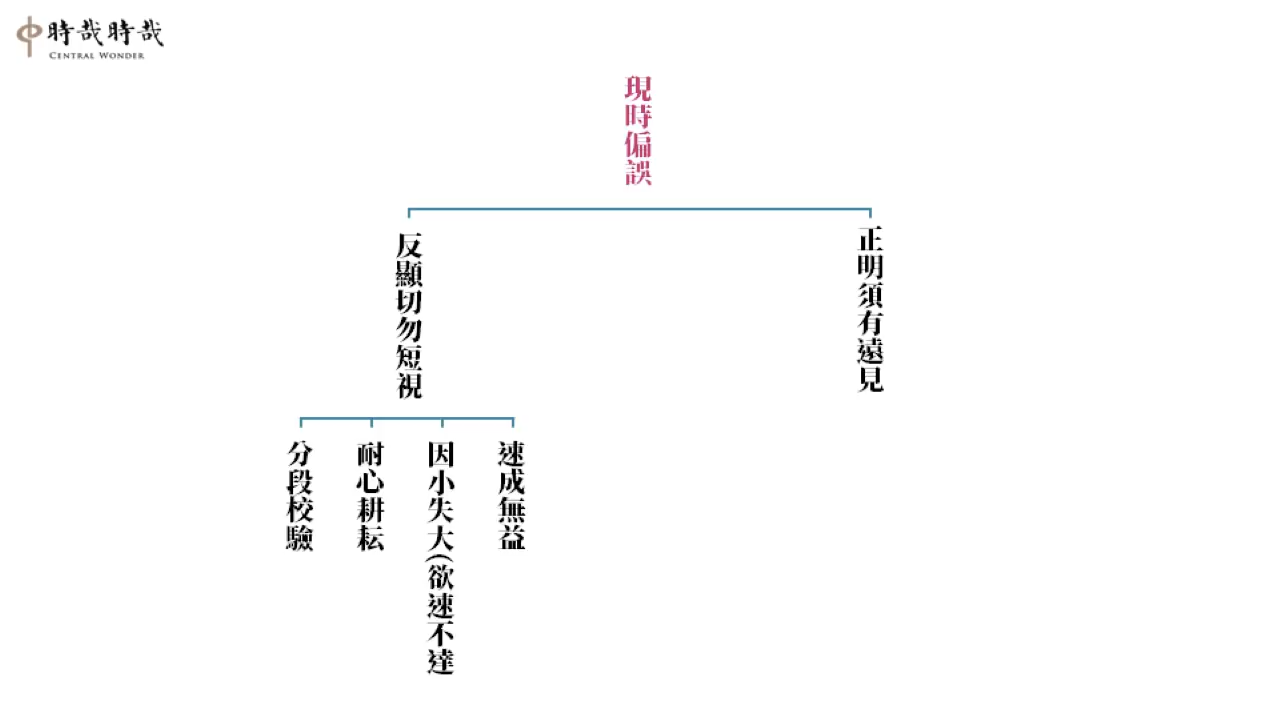 時哉時哉
CENTRAL WONDER
現時偏誤
正明須有遠見
反顯切勿短視
速成無益
因小失大(欲速不達
耐心耕耘
分段校驗